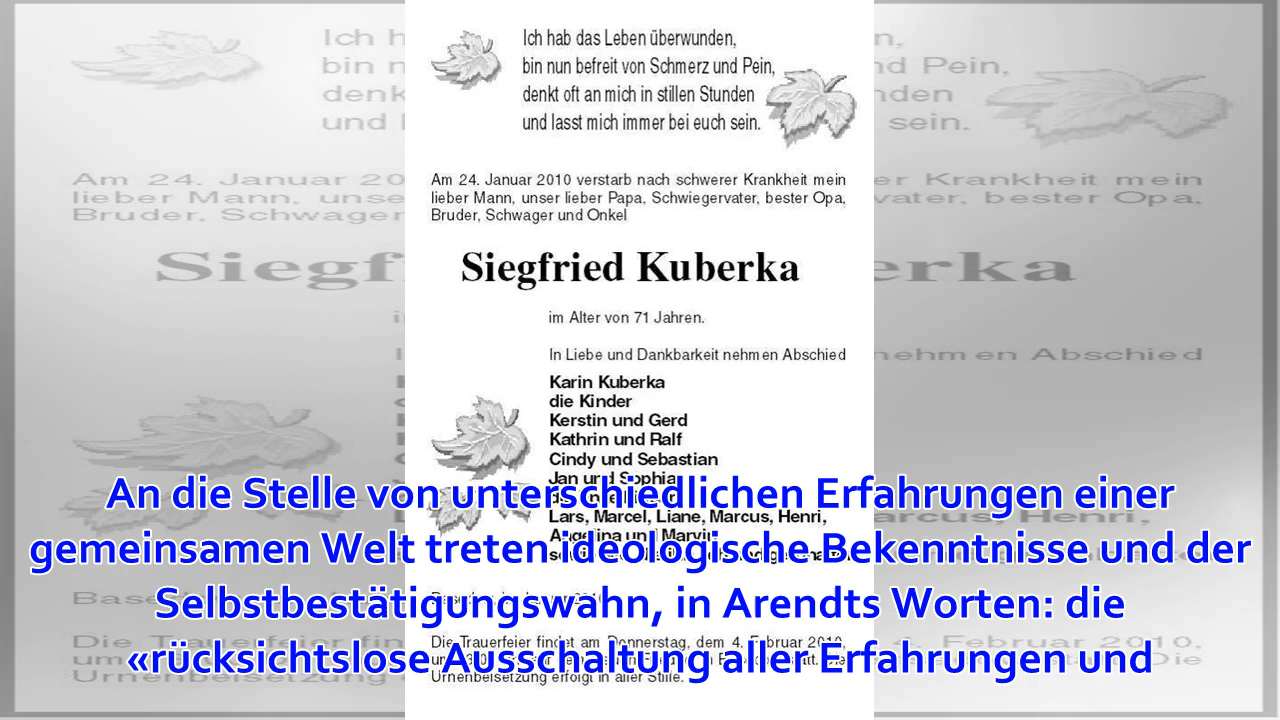 Ich hab das Leben überwunden,
bin nun befreit von Schmerz und Pein,
denkt oft an mich in stillen Stunden
und lasst mich immer bei euch sein.
Am 24. Januar 2010 verstarb nach schwerer Krankheit mein
lieber Mann, unser lieber Papa, Schwiegervater, bester Opa,
Bruder, Schwager und Onkel
Siegfried Kuberka
im Alter von 71 Jahren.
In Liebe und Dankbarkeit nehmen Abschied
Karin Kuberka
die Kinder
Kerstin und Gerd
Kathrin und Ralf
Cindy und Sebastian
Jan und Sophia
Lars, Marcel, Liane, Marcus, Henri,
Angelina und Marvin
An die Stelle von unterschiedlichen Erfahrungen einer
gemeinsamen Welt treten ideologische Bekenntnisse und der
Selbstbestätigungswahn, in Arendts Worten: die
«rücksichtslose Ausschaltung aller Erfahrungen und
Die Trauerfeier findet am Donnerstag, dem 4. Februar 2010,
Urnenbeisetzung erfolgt in aller Stille.